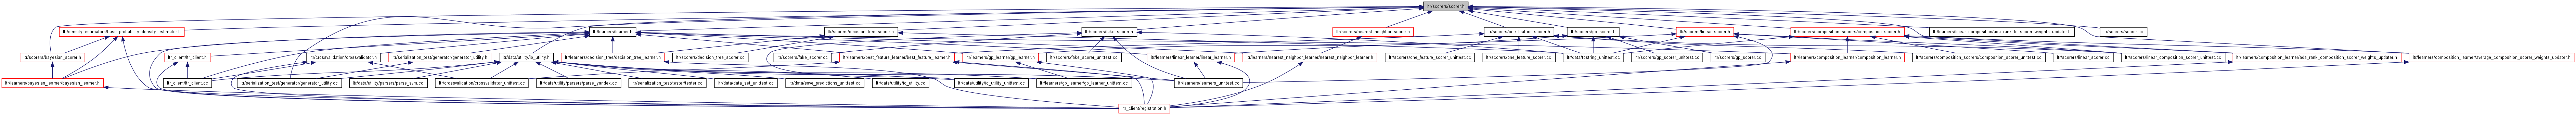 ltr/scorers/scorer.h
ltr/density_estimators/base_probability_density_estimator.h
ltr/learners/learner.h
ltr/scorers/decision_tree_scorer.h
ltr/scorers/fake_scorer.h
ltr/scorers/nearest_neighbor_scorer.h
ltr/scorers/one_feature_scorer.h
ltr/scorers/gp_scorer.h
ltr/scorers/linear_scorer.h
ltr/scorers/composition_scorers/composition_scorer.h
ltr/learners/linear_composition/ada_rank_lc_scorer_weights_updater.h
ltr/scorers/scorer.cc
ltr/scorers/bayesian_scorer.h
ltr_client/ltr_client.h
ltr/crossvalidation/crossvalidator.h
ltr/serialization_test/generator/generator_utility.h
ltr/data/utility/io_utility.h
ltr/learners/decision_tree/decision_tree_learner.h
ltr/scorers/decision_tree_scorer.cc
ltr/scorers/fake_scorer.cc
ltr/learners/best_feature_learner/best_feature_learner.h
ltr/learners/gp_learner/gp_learner.h
ltr/scorers/fake_scorer_unittest.cc
ltr/learners/linear_learner/linear_learner.h
ltr/learners/nearest_neighbor_learner/nearest_neighbor_learner.h
ltr/scorers/one_feature_scorer_unittest.cc
ltr/scorers/one_feature_scorer.cc
ltr/data/tostring_unittest.cc
ltr/scorers/gp_scorer_unittest.cc
ltr/scorers/gp_scorer.cc
ltr/learners/composition_learner/composition_learner.h
ltr/scorers/composition_scorers/composition_scorer_unittest.cc
ltr/scorers/linear_scorer.cc
ltr/scorers/linear_composition_scorer_unittest.cc
ltr/learners/composition_learner/ada_rank_composition_scorer_weights_updater.h
ltr/learners/composition_learner/average_composition_scorer_weights_updater.h
ltr/learners/bayesian_learner/bayesian_learner.h
ltr_client/ltr_client.cc
ltr/serialization_test/generator/generator_utility.cc
ltr/data/utility/parsers/parse_svm.cc
ltr/crossvalidation/crossvalidator_unittest.cc
ltr/data/utility/parsers/parse_yandex.cc
ltr/serialization_test/tester/tester.cc
ltr/data/data_set_unittest.cc
ltr/data/save_predictions_unittest.cc
ltr/data/utility/io_utility.cc
ltr/data/utility/io_utility_unittest.cc
ltr/learners/gp_learner/gp_learner_unittest.cc
ltr/learners/learners_unittest.cc
ltr_client/registration.h